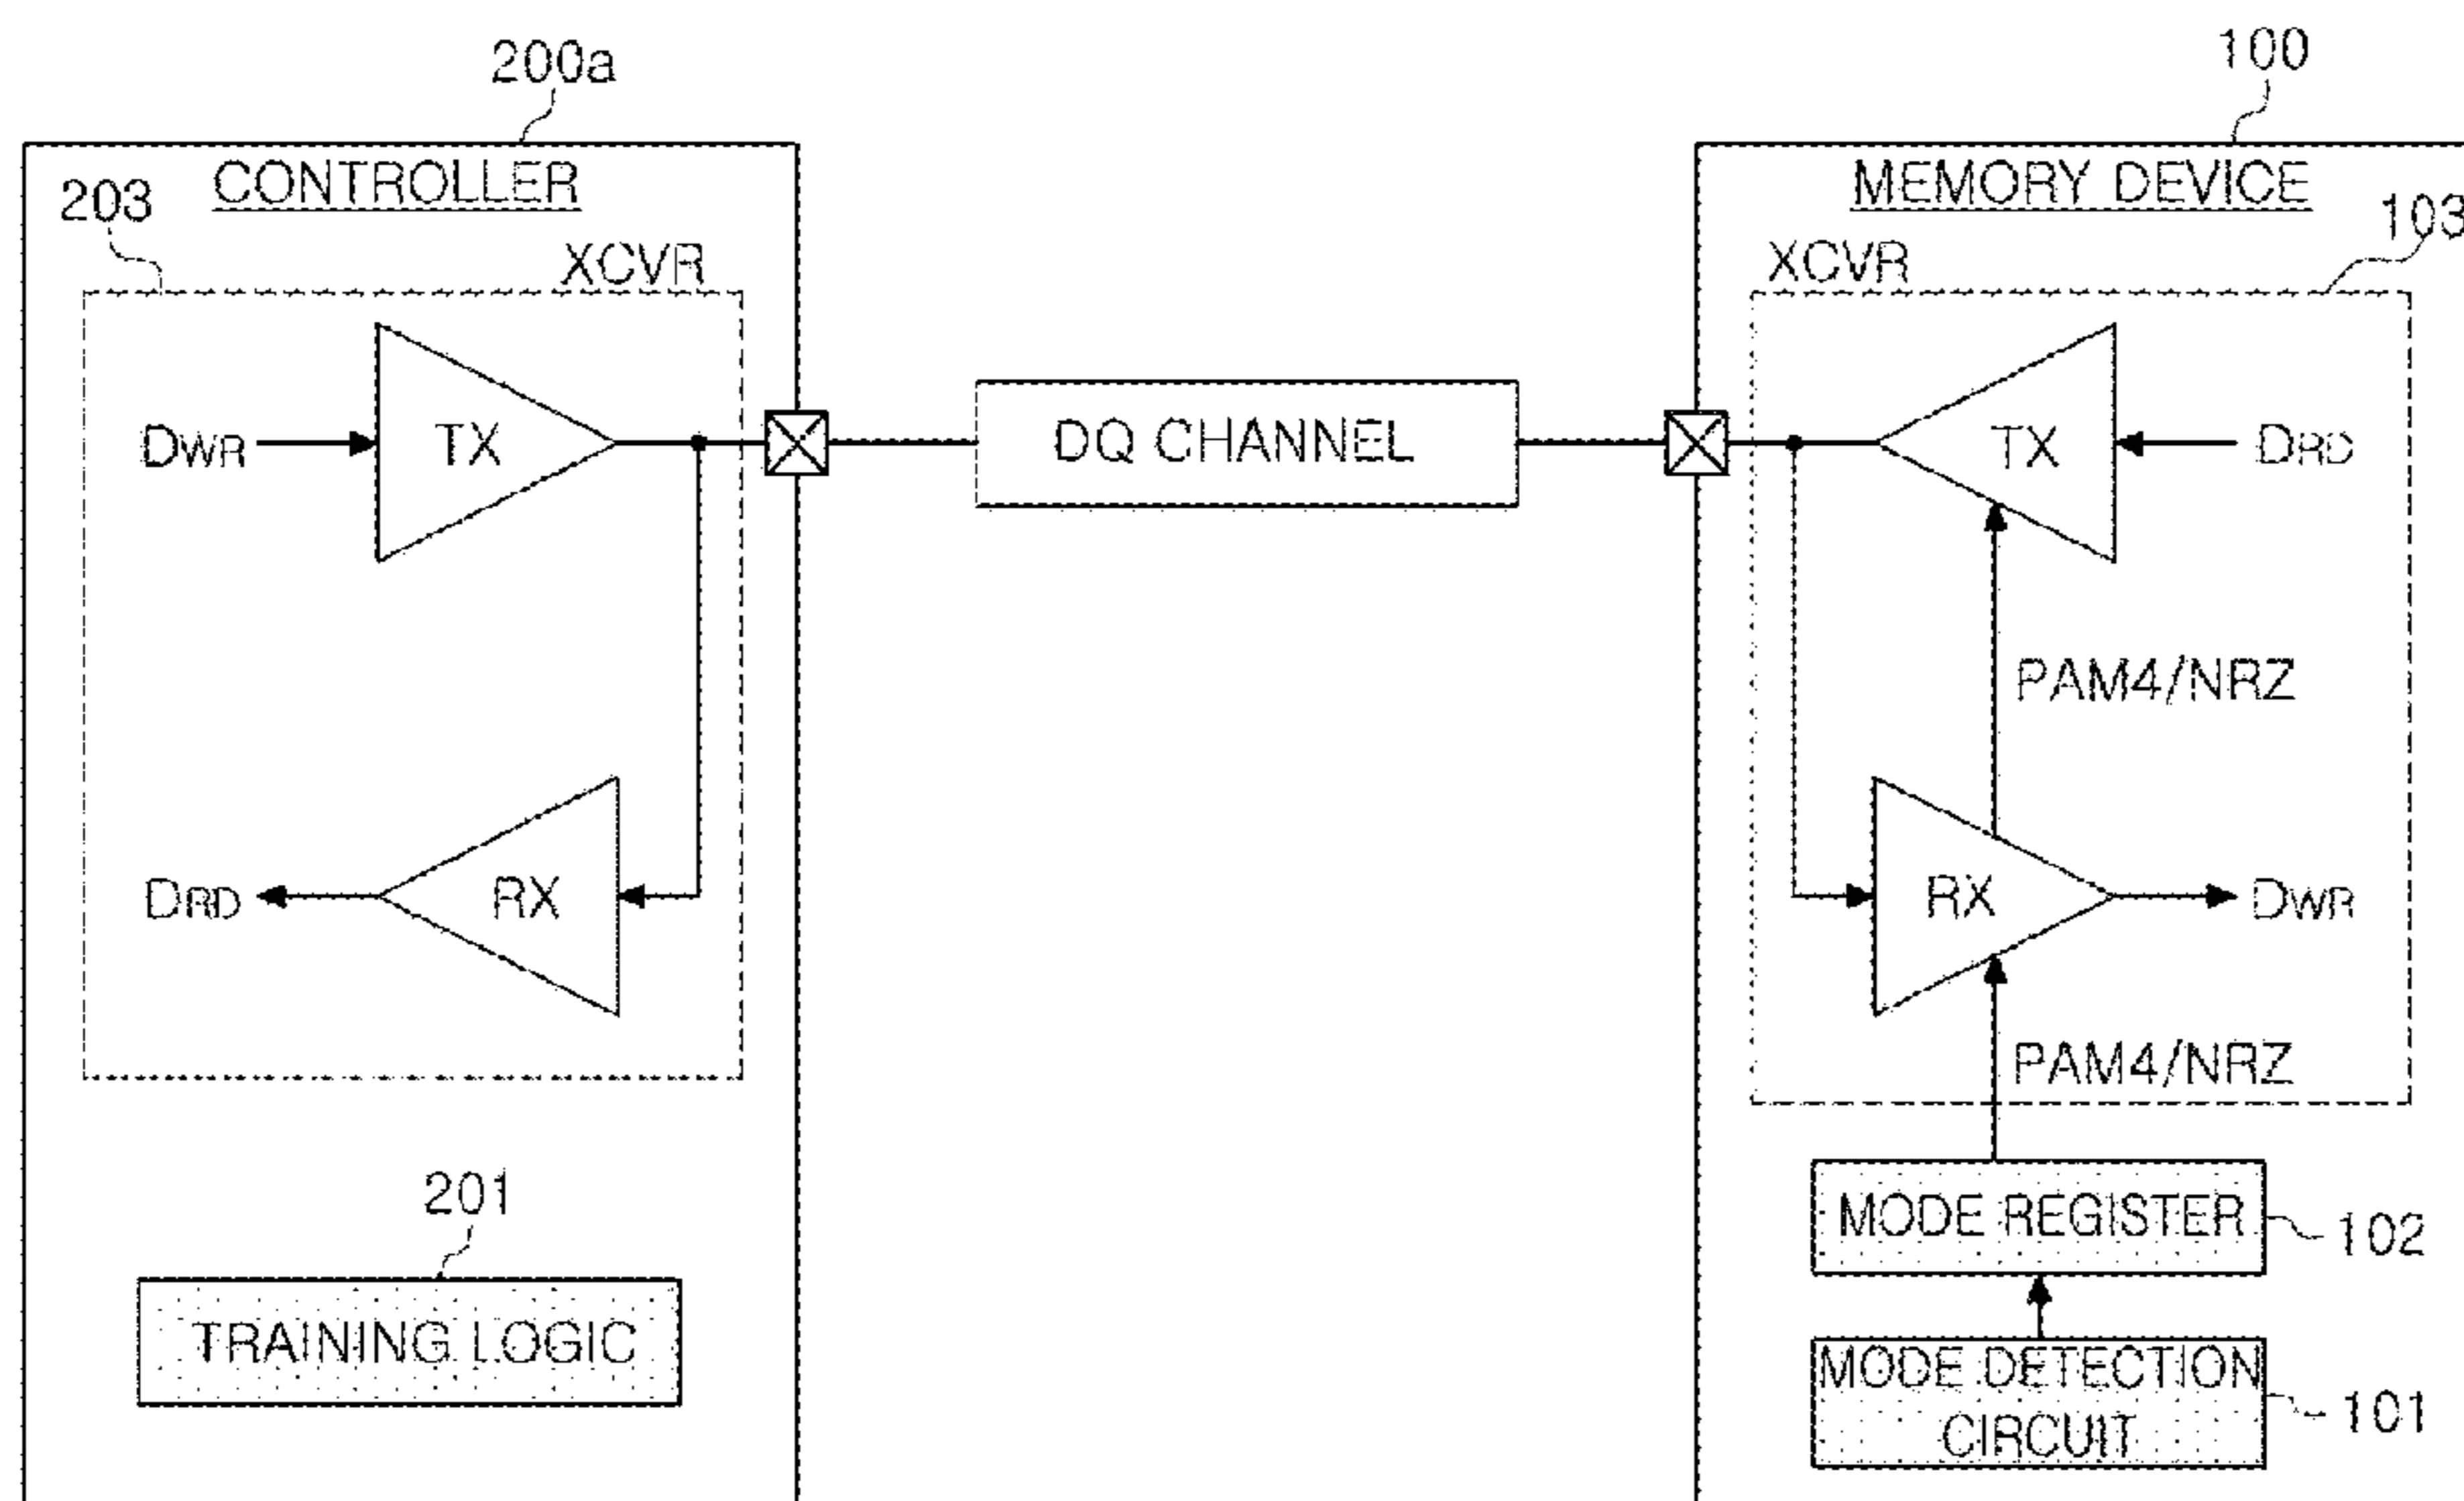 200a
100
CONTROLLER
MEMORY DEVICE
203
103
XCVR
XCVR
DWR
TX
DQ CHANNEL
TX
DRD
PAM4/NRZ
DRD
RX
RX
DWR
PAM4/NRZ
201
MODE REGISTER
102
TRAINING LOGIC
MODE DETECTION
CIRCUIT
101